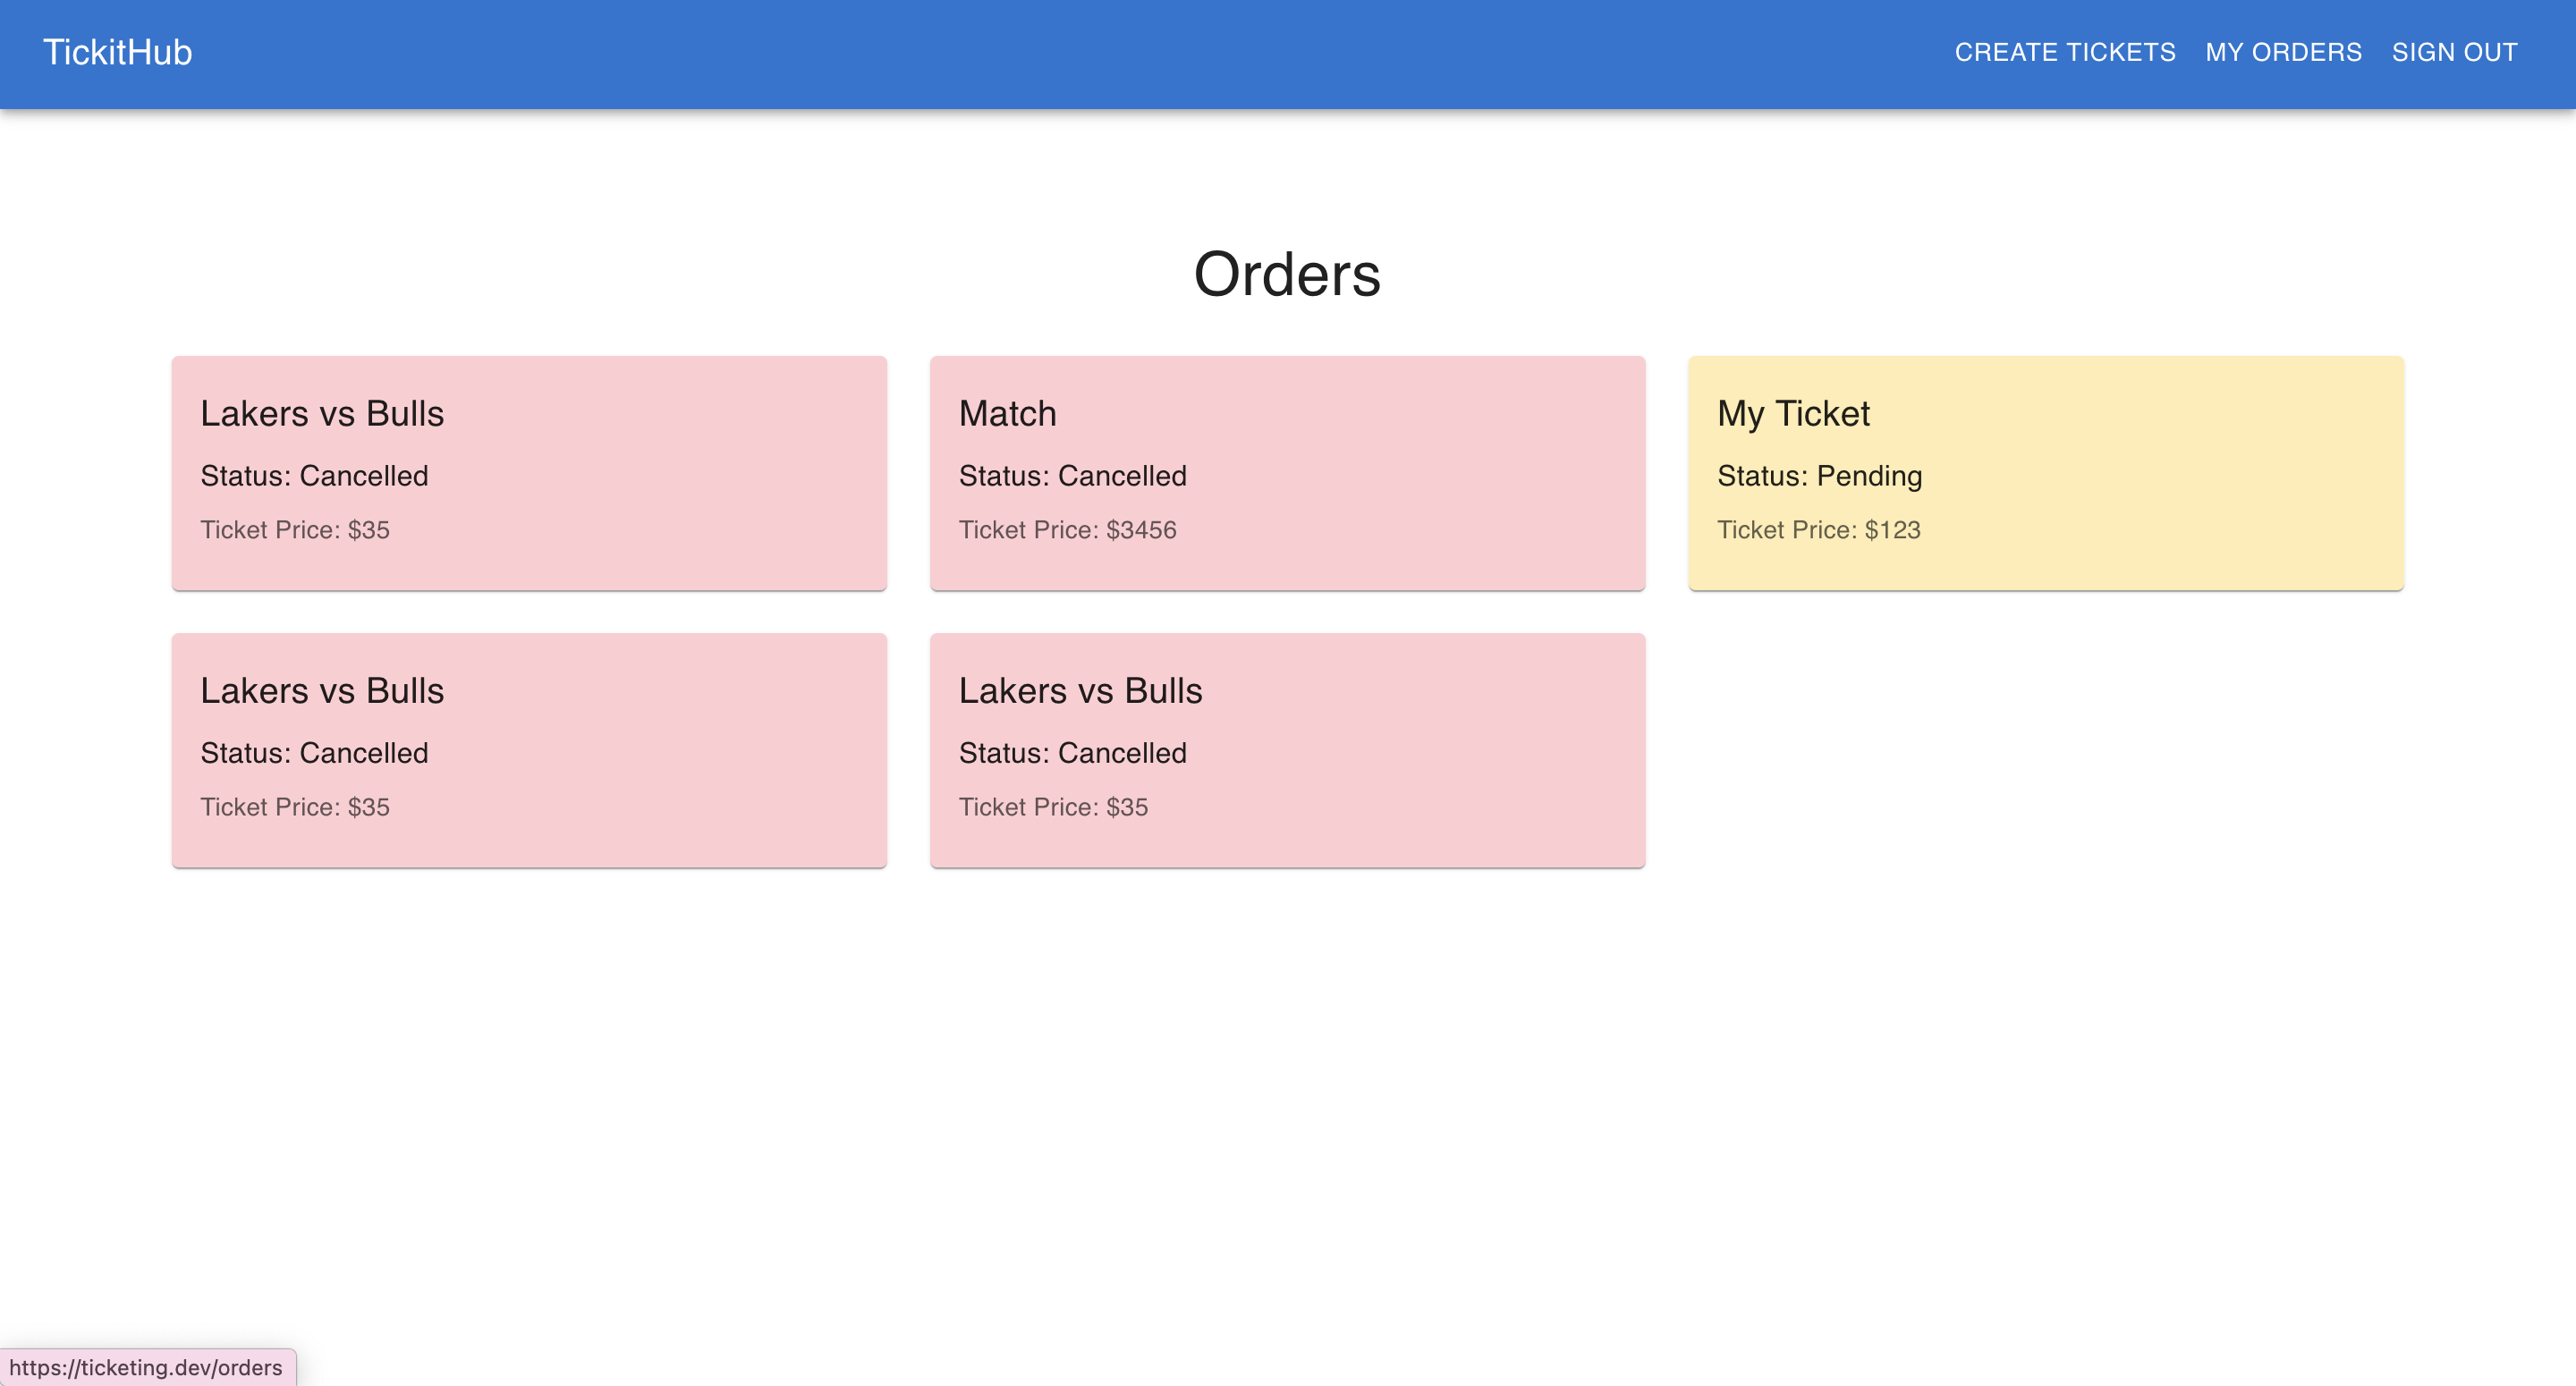 TickitHub
CREATE TICKETS MY ORDERS SIGN OUT
Orders
Lakers vs Bulls
Status: Cancelled
Ticket Price: $35
Match
Status: Cancelled
Ticket Price: $3456
My Ticket
Status: Pending
Ticket Price: $123
Lakers vs Bulls
Status: Cancelled
Ticket Price: $35
Lakers vs Bulls
Status: Cancelled
Ticket Price: $35
https://ticketing.dev/orders